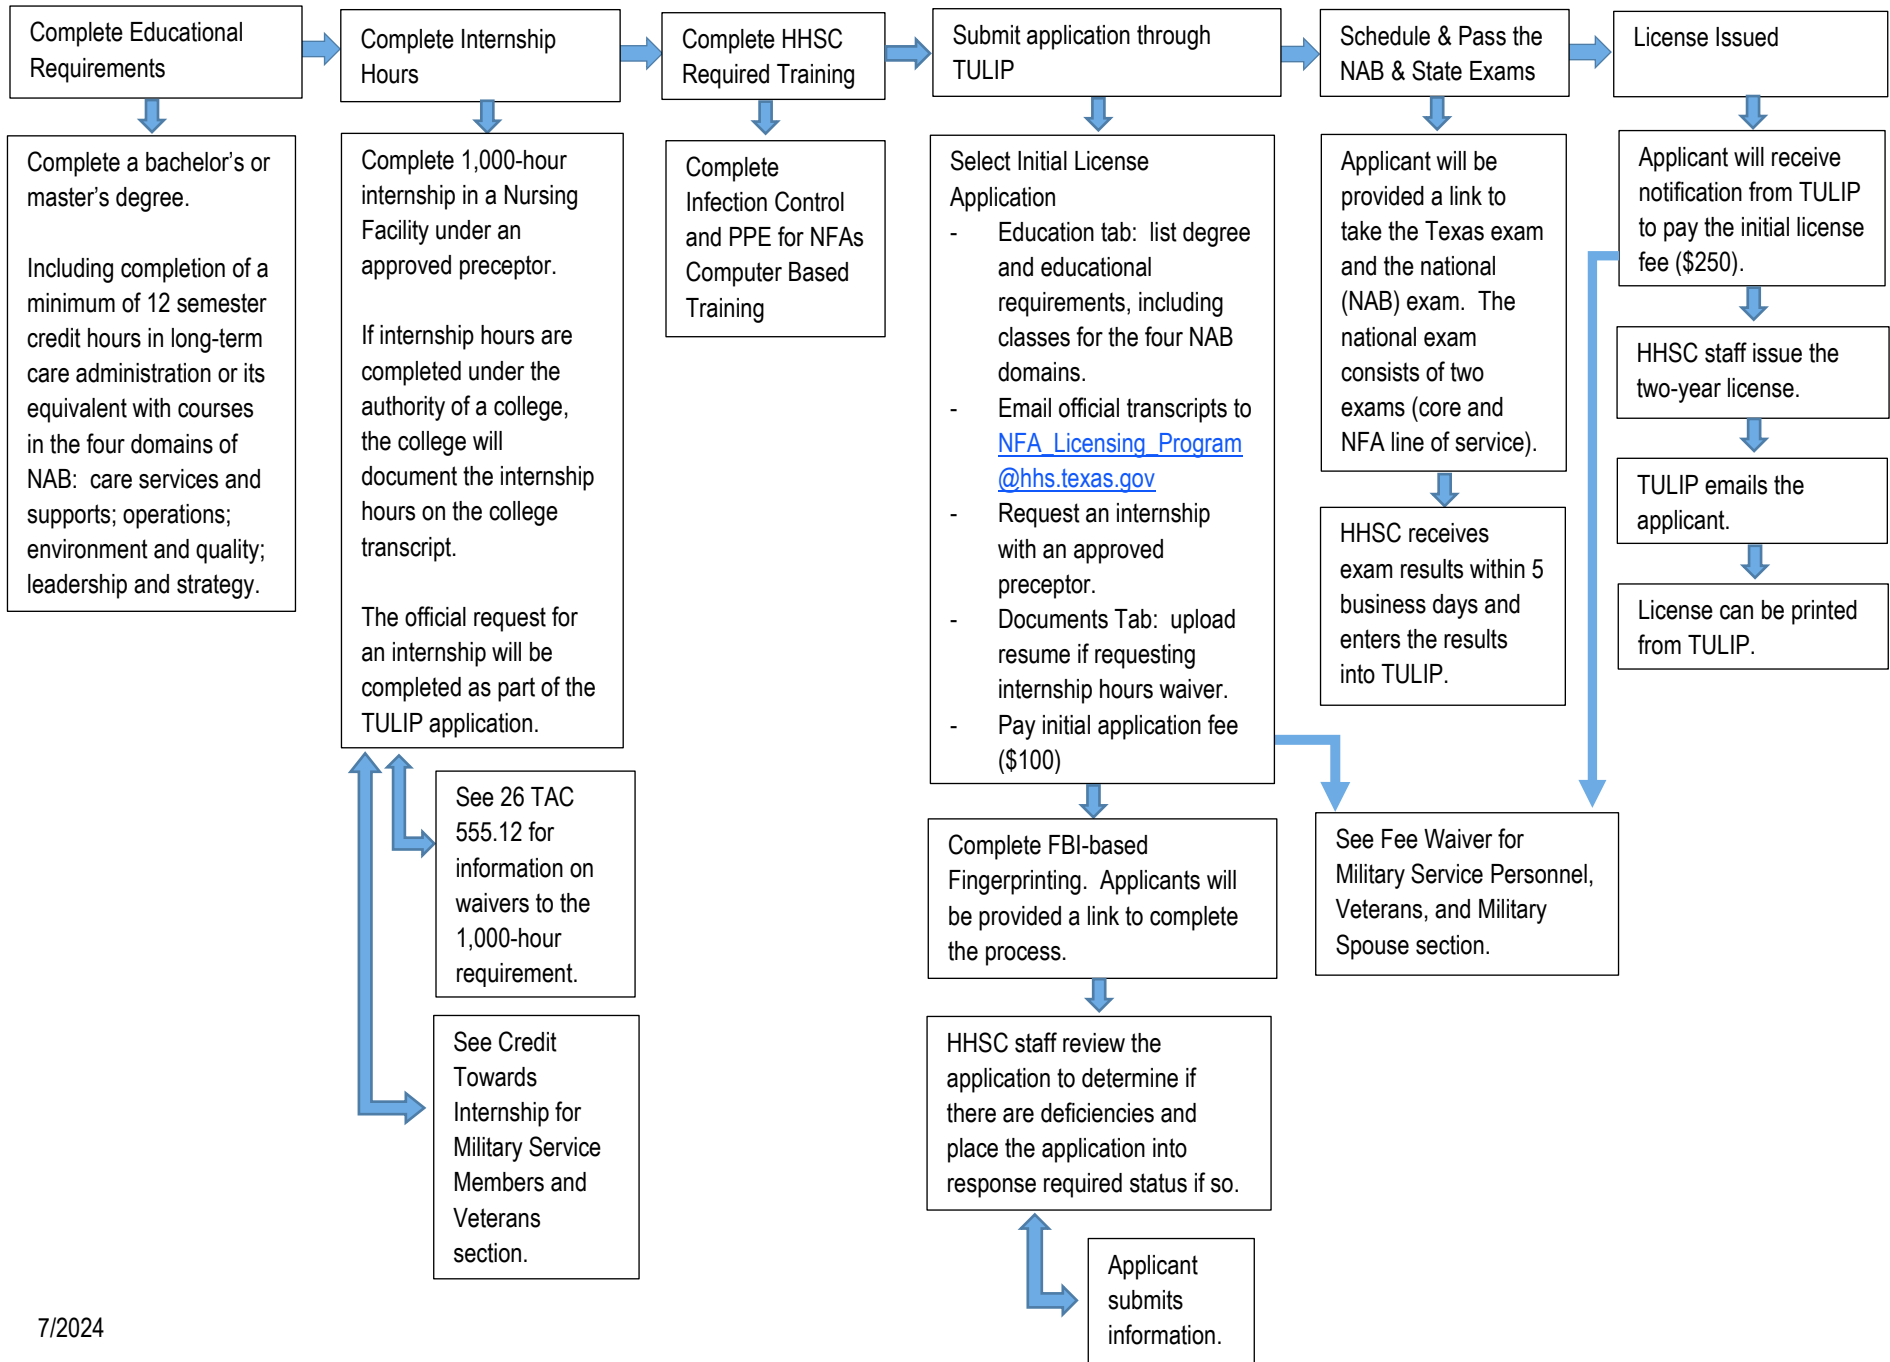 Complete Educational
Requirements
Complete Internship
Hours
Complete HHSC
Required Training
Submit application through
TULIP
Schedule & Pass the
NAB & State Exams
License Issued
Complete a bachelor’s or
master’s degree.
Including completion of a
minimum of 12 semester
credit hours in long-term
care administration or its
equivalent with courses
in the four domains of
NAB:  care services and
supports; operations;
environment and quality;
leadership and strategy.
Complete 1,000-hour
internship in a Nursing
Facility under an
approved preceptor.
If internship hours are
completed under the
authority of a college,
the college will
document the internship
hours on the college
transcript.
The official request for
an internship will be
completed as part of the
TULIP application.
See 26 TAC
555.12 for
information on
waivers to the
1,000-hour
requirement.
See Credit
Towards
Internship for
Military Service
Members and
Veterans
section.
Complete
Infection Control
and PPE for NFAs
Computer Based
Training
Select Initial License
Application
- Education tab:  list degree
and educational
requirements, including
classes for the four NAB
domains.
- Email official transcripts to
NFA_Licensing_Program
@hhs.texas.gov
- Request an internship
with an approved
preceptor.
- Documents Tab:  upload
resume if requesting
internship hours waiver.
- Pay initial application fee
($100)
Complete FBI-based
Fingerprinting.  Applicants will
be provided a link to complete
the process.
HHSC staff review the
application to determine if
there are deficiencies and
place the application into
response required status if so.
Applicant
submits
information.
Applicant will be
provided a link to
take the Texas exam
and the national
(NAB) exam.  The
national exam
consists of two
exams (core and
NFA line of service).
HHSC receives
exam results within 5
business days and
enters the results
into TULIP.
See Fee Waiver for
Military Service Personnel,
Veterans, and Military
Spouse section.
Applicant will receive
notification from TULIP
to pay the initial license
fee ($250).
HHSC staff issue the
two-year license.
TULIP emails the
applicant.
License can be printed
from TULIP.
7/2024